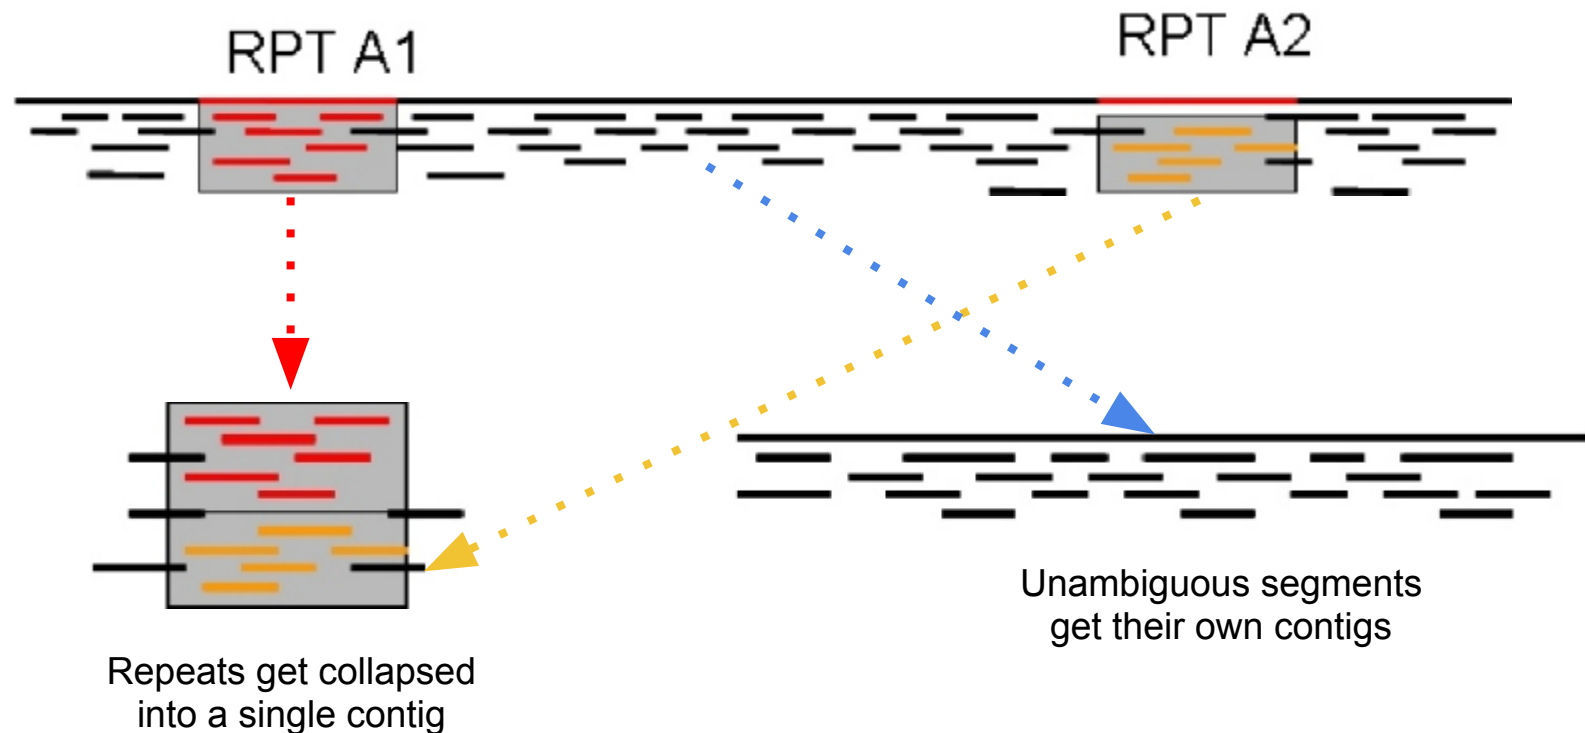 RPT A1
RPT A2
Unambiguous segments
get their own contigs
Repeats get collapsed
into a single contig